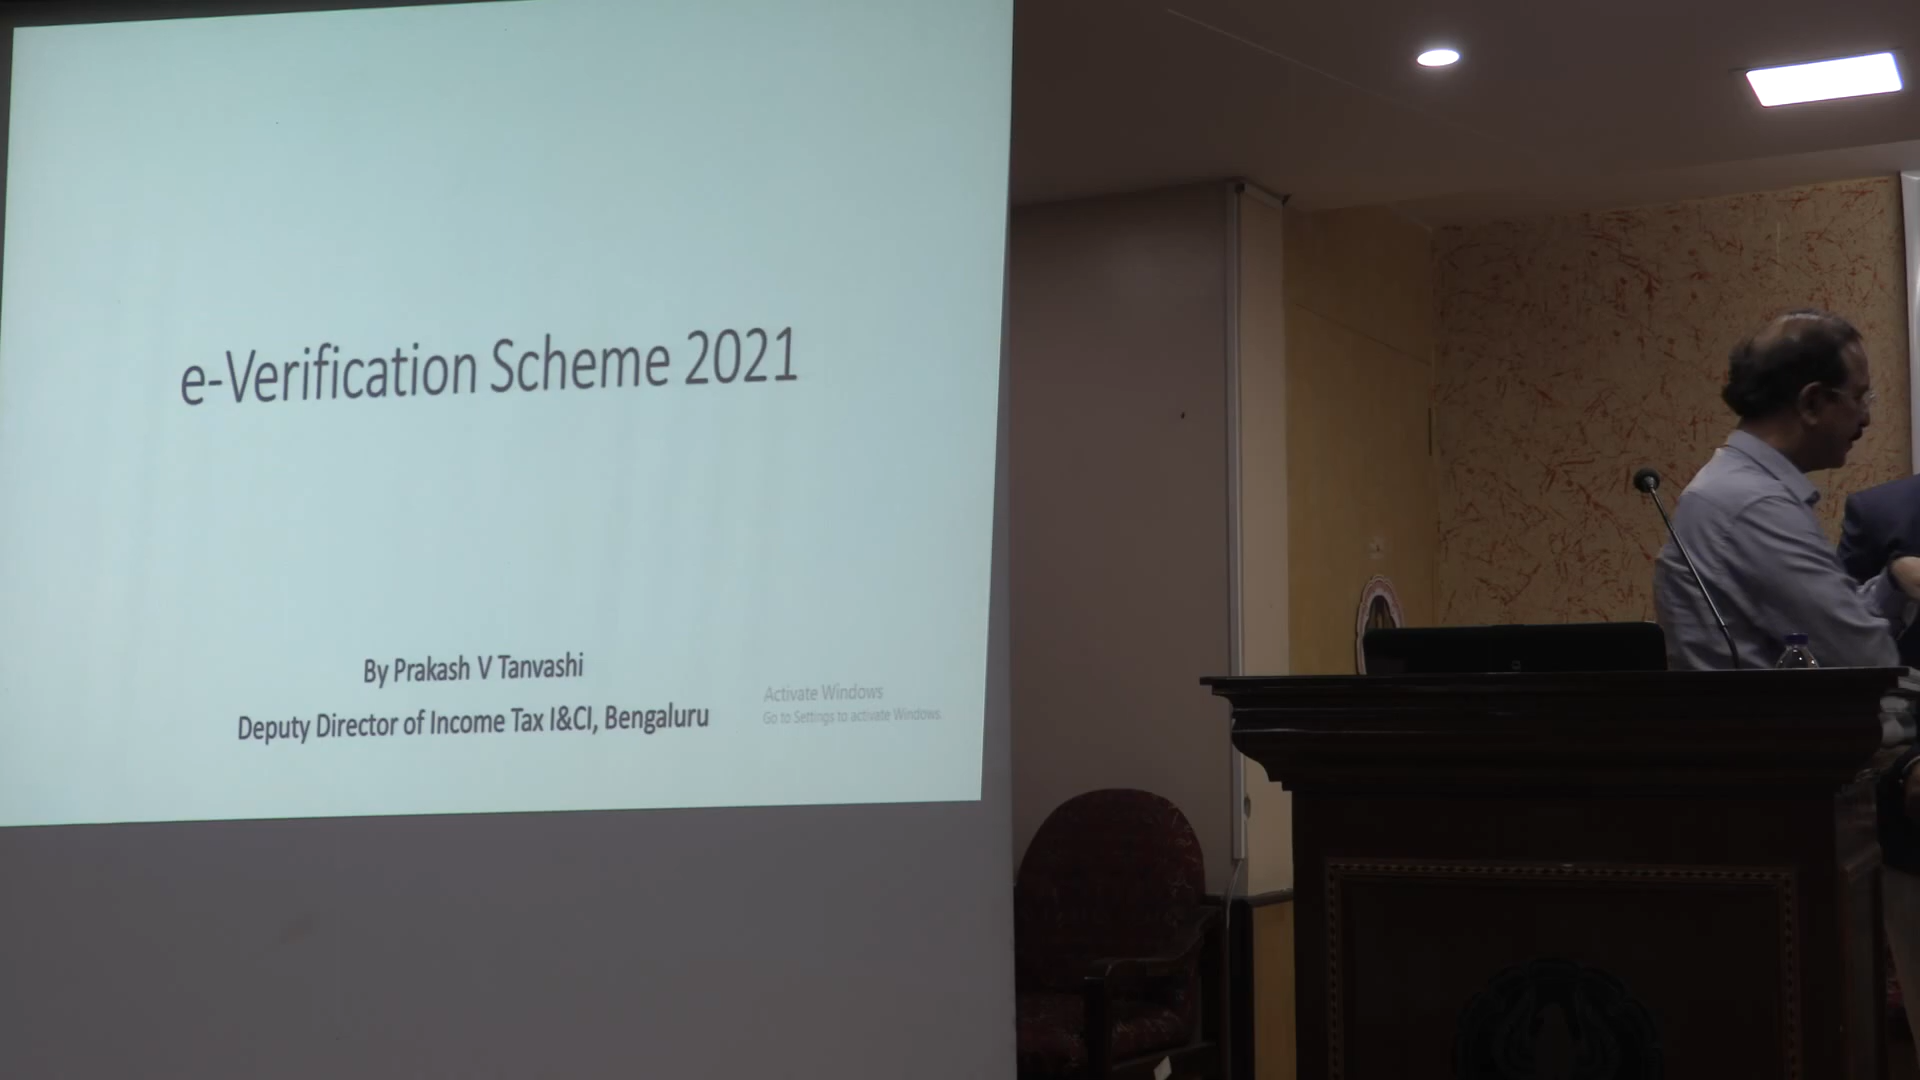 e-Verification Scheme 2021
By Prakash V Tanvashi
Deputy Director of Income Tax I&CI, Bengaluru
Activate Windows
Go to Settings to activate Windows.